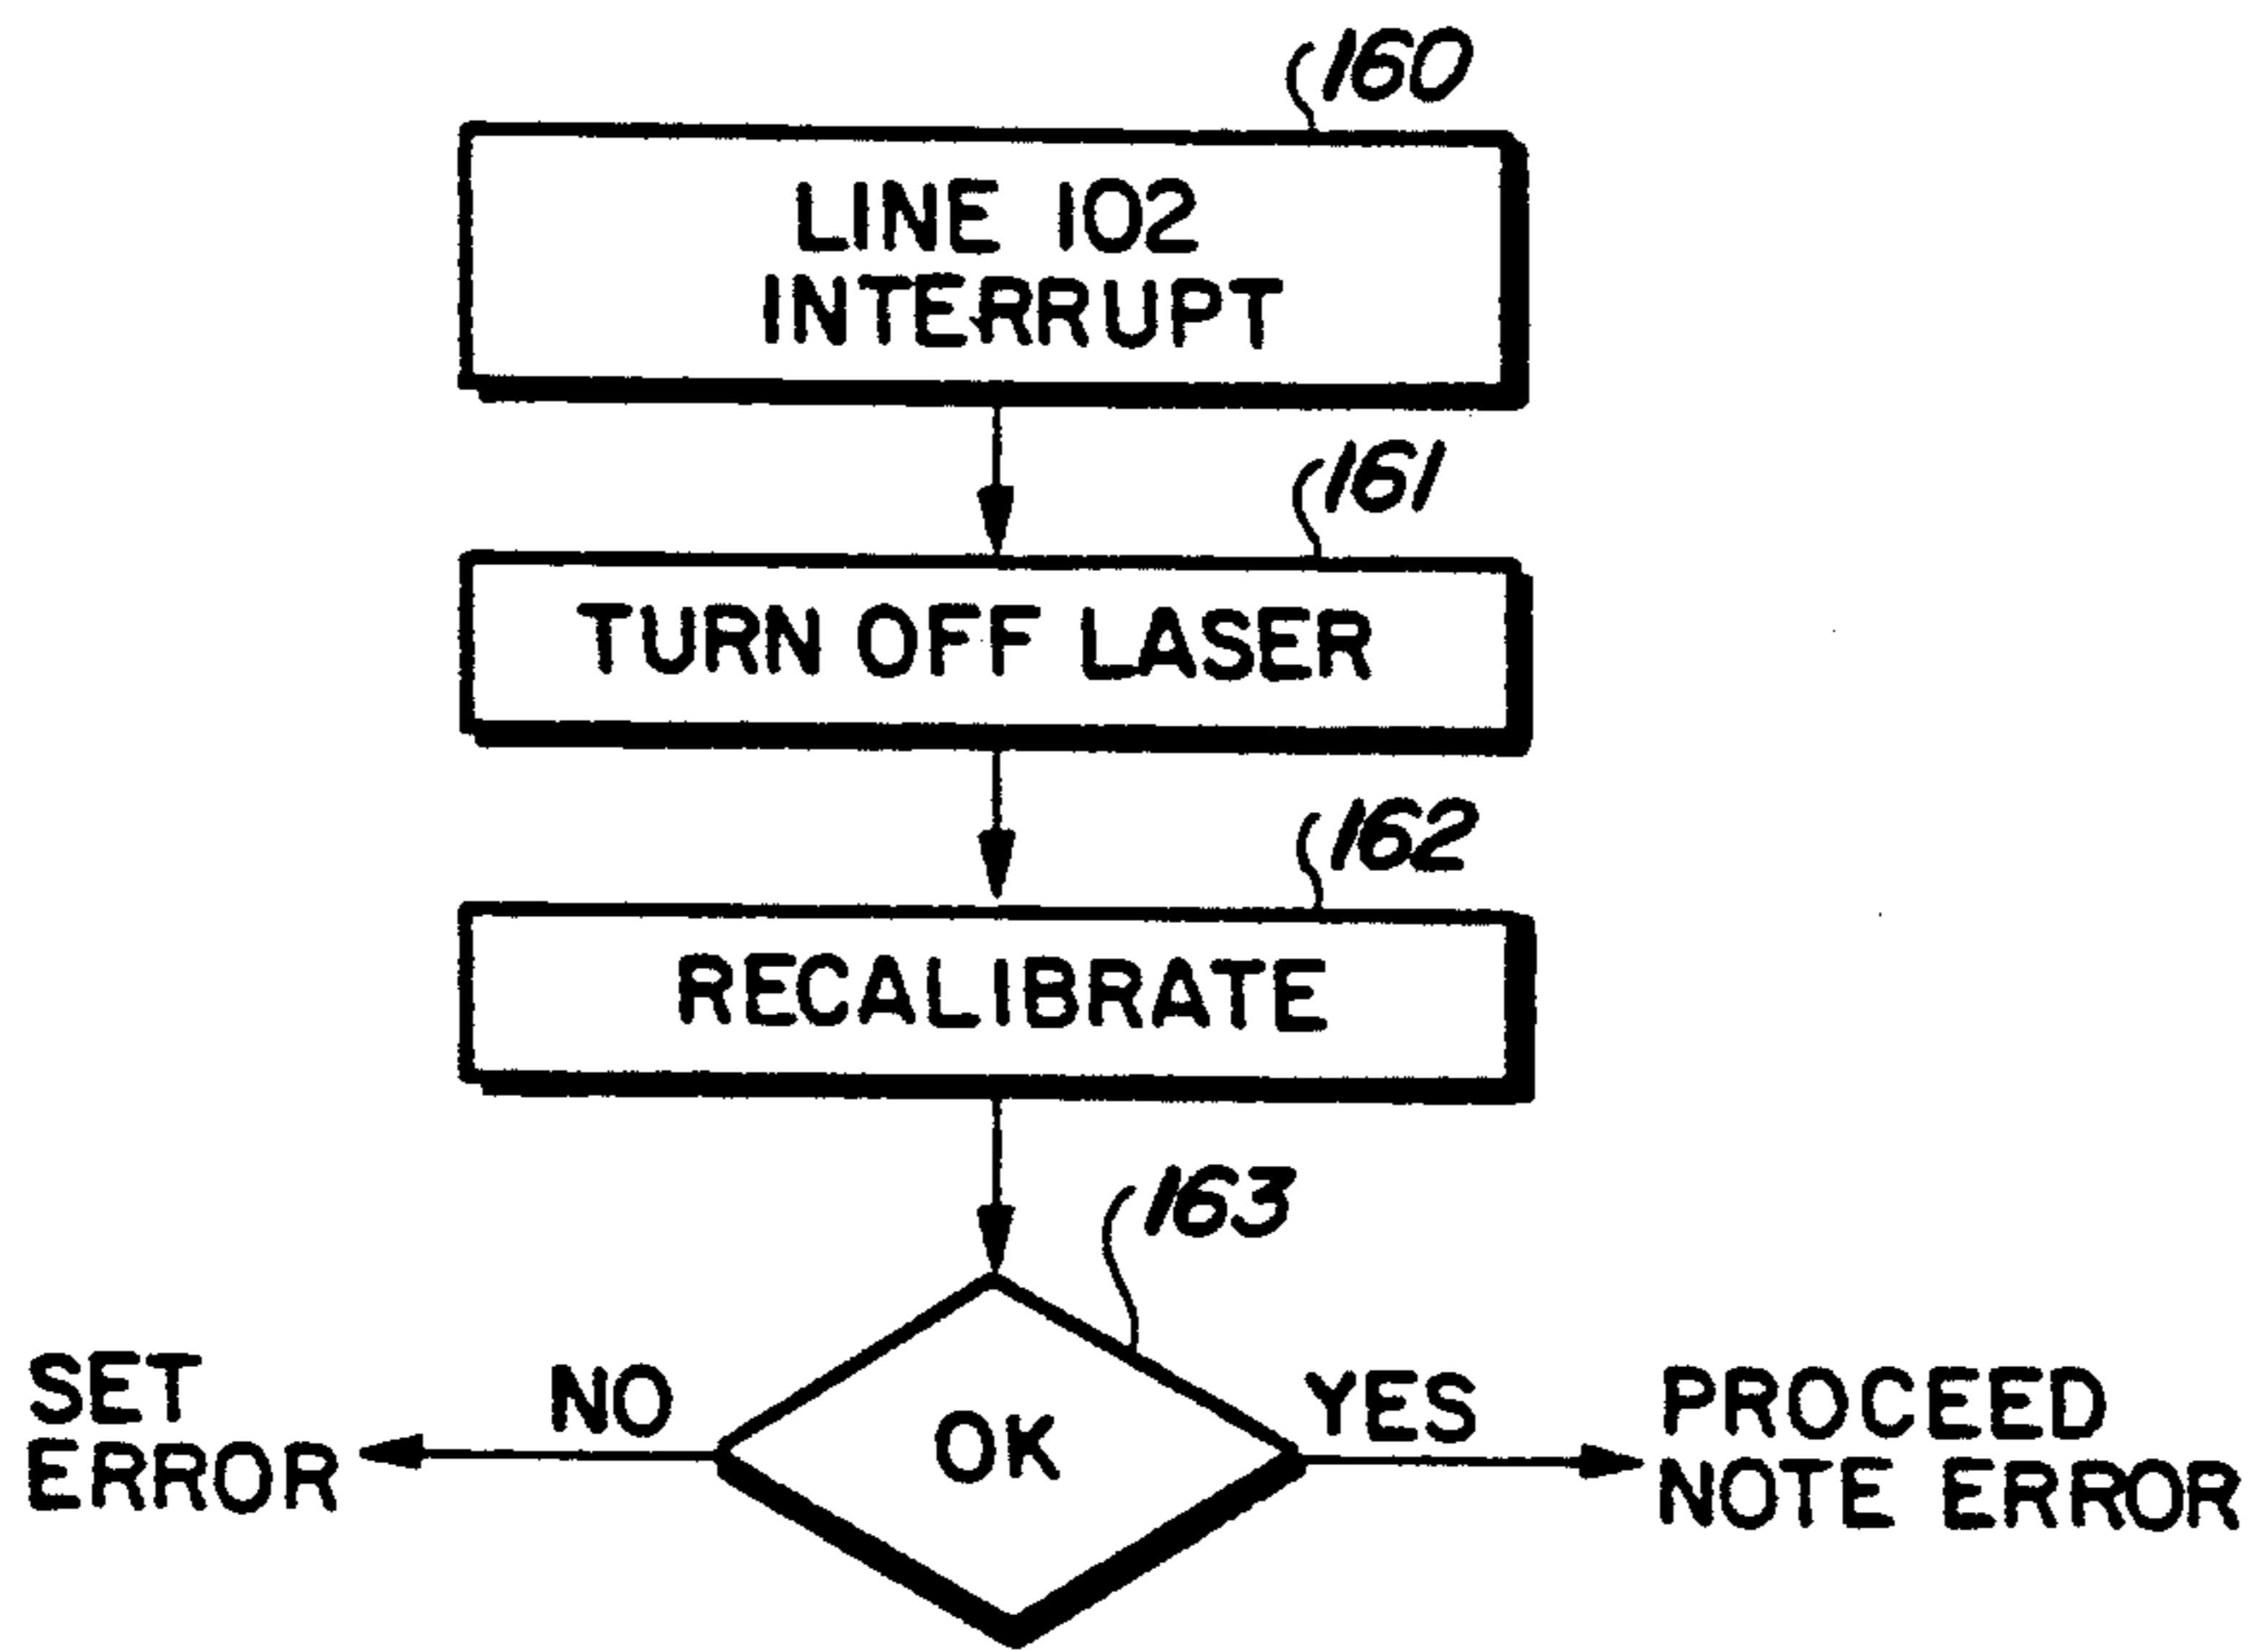 160
LINE 102
INTERRUPT
161
TURN OFF LASER
162
RECALIBRATE
163
SET
ERROR
NO
OK
YES
PROCEED
NOTE ERROR